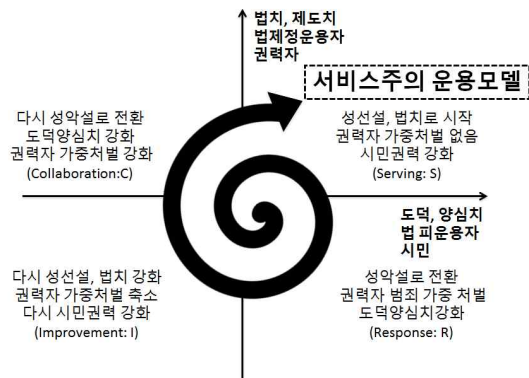 법치, 제도치
법제정운용자
권력자
서비스주의 운용모델
다시 성악설로 전환
도덕양심치 강화
권력자 가중처벌 강화
(Collaboration:C)
성선설, 법치로 시작
권력자 가중처벌 없음
시민권력 강화
(Serving: S)
도덕, 양심치
법 피운용자
시민
다시 성선설, 법치 강화
권력자 가중처벌 축소
다시 시민권력 강화
(Improvement: I)
성악설로 전환
권력자 범죄 가중 처벌
도덕양심치강화
(Response: R)